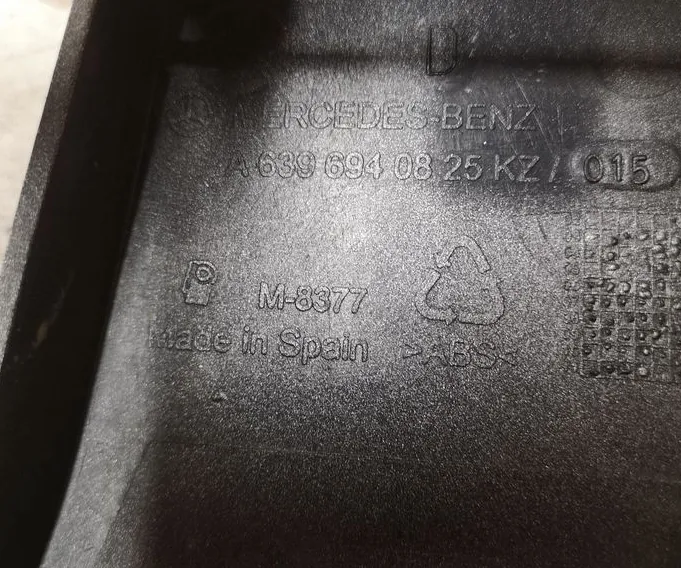 D
MERCEDES-BENZ
A 639 694 08 25 KZ / 015
M-8377
Made in Spain
>ABS<